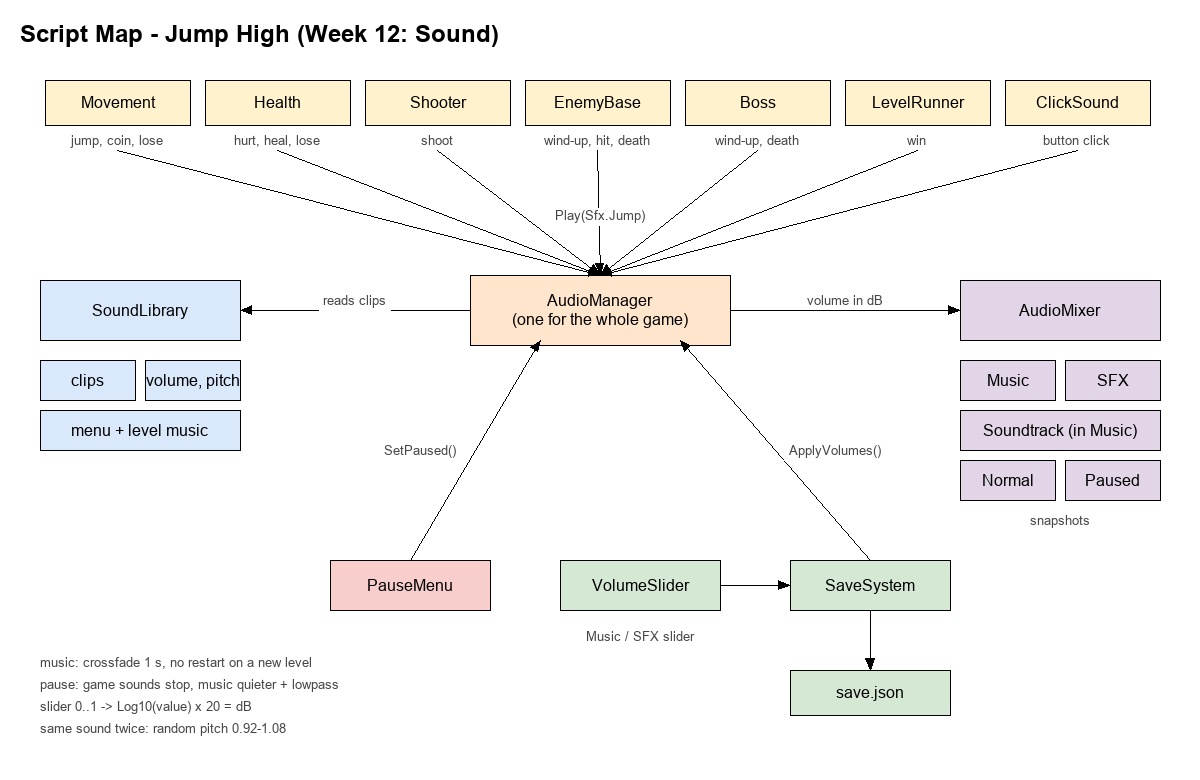 Script Map - Jump High (Week 12: Sound)
Movement
Health
Shooter
EnemyBase
Boss
LevelRunner
ClickSound
jump, coin, lose
hurt, heal, lose
shoot
wind-up, hit, death
wind-up, death
win
button click
Play(Sfx.Jump)
SoundLibrary
reads clips
AudioManager
(one for the whole game)
volume in dB
AudioMixer
clips
volume, pitch
Music
SFX
menu + level music
Soundtrack (in Music)
SetPaused()
ApplyVolumes()
Normal
Paused
snapshots
PauseMenu
VolumeSlider
SaveSystem
Music / SFX slider
music: crossfade 1 s, no restart on a new level
pause: game sounds stop, music quieter + lowpass
save.json
slider 0..1 -> Log10(value) x 20 = dB
same sound twice: random pitch 0.92-1.08